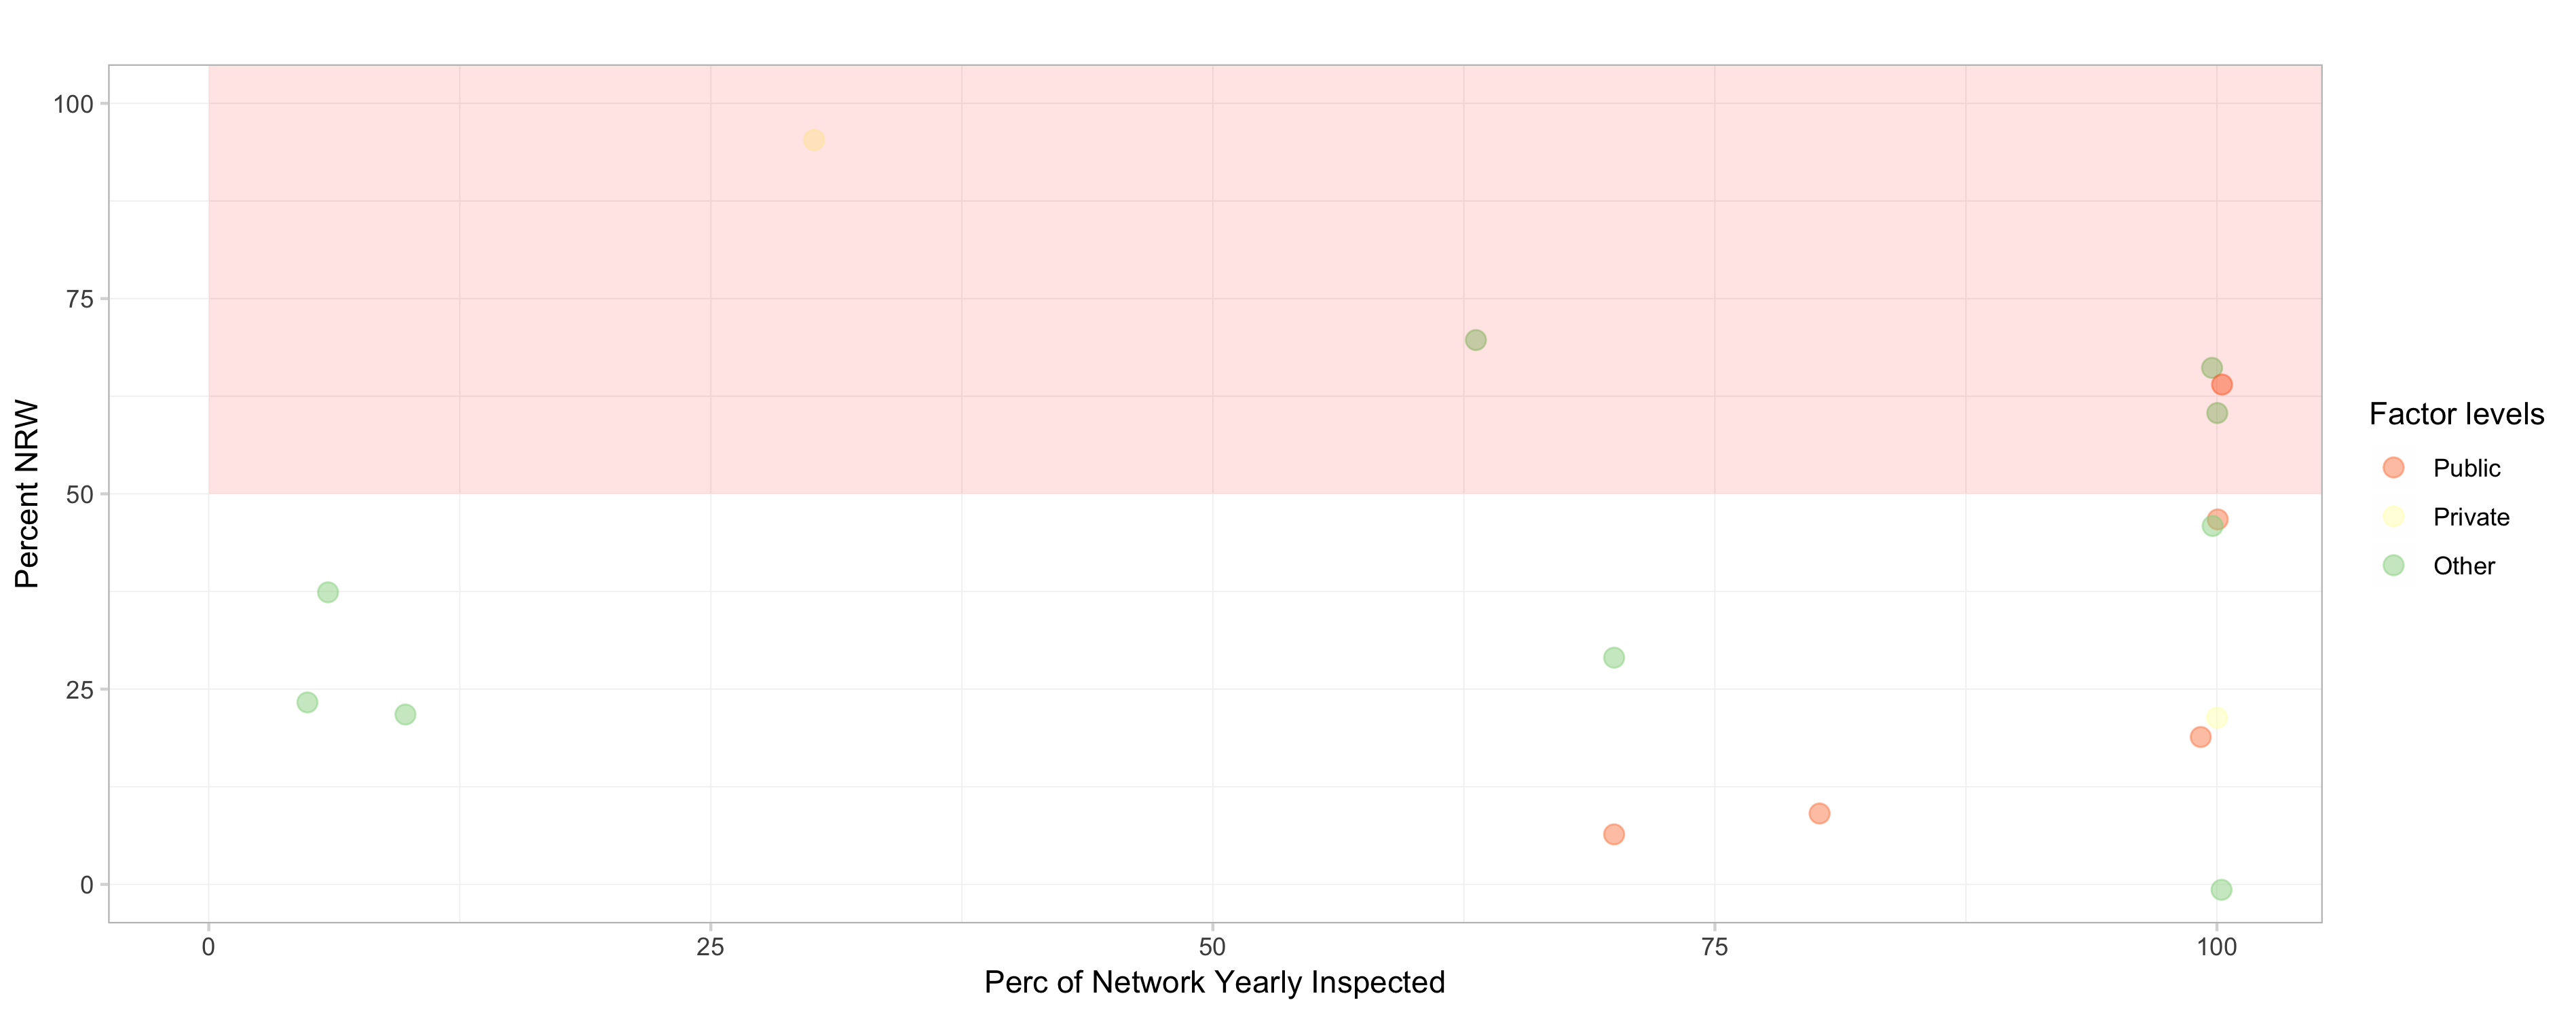 100
75
50
25
0
Percent NRW
0 25 50 75 100
Perc of Network Yearly Inspected
Factor levels
Public
Private
Other